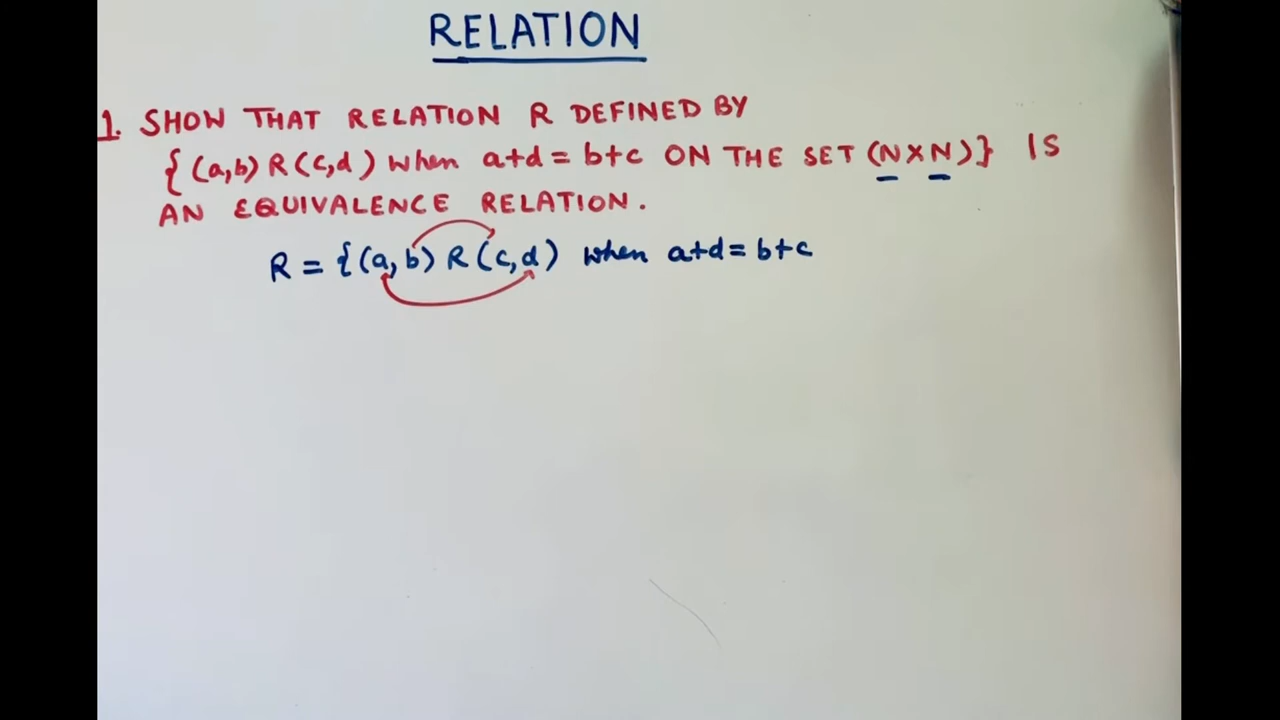 RELATION
1. SHOW THAT RELATION R DEFINED BY
{(a,b) R (c,d) when a+d = b+c ON THE SET (N×N)} IS
AN EQUIVALENCE RELATION.
R = {(a,b) R (c,d) when a+d = b+c